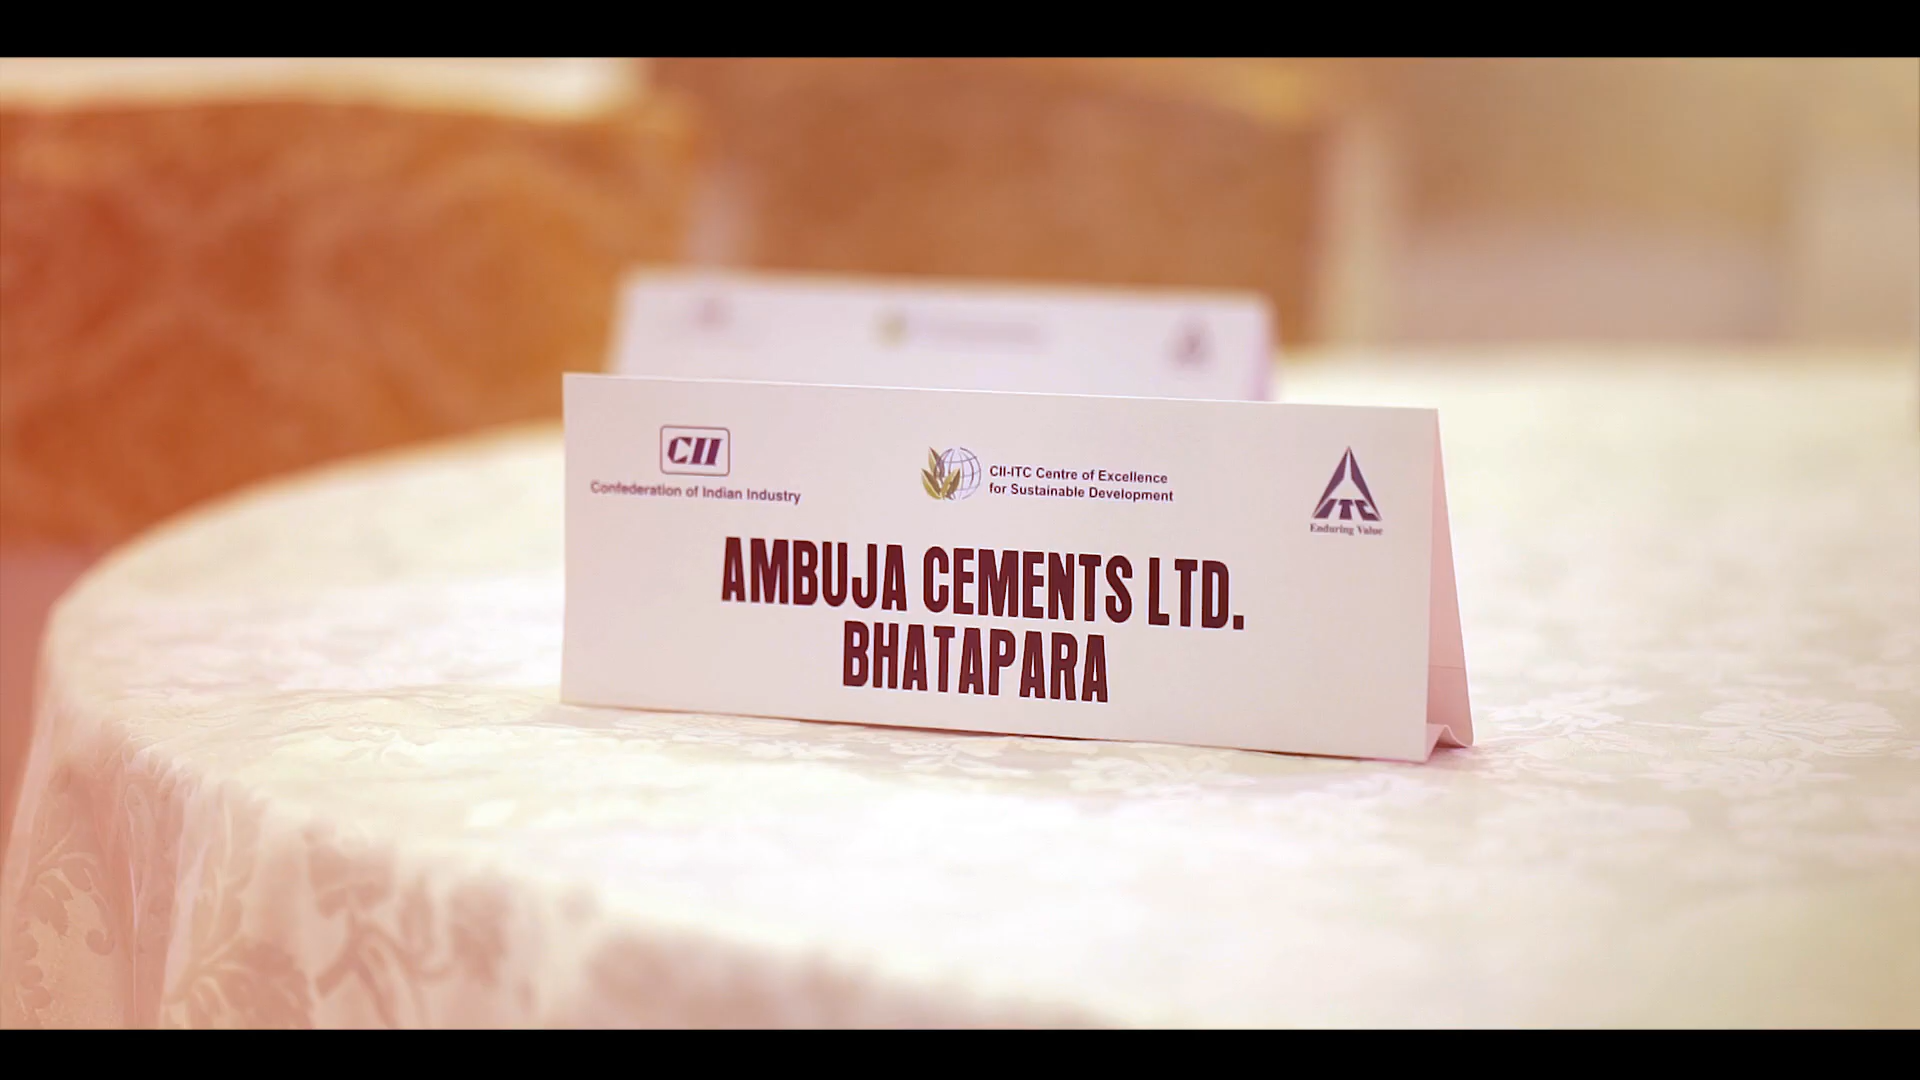 CII
Confederation of Indian Industry
CII-ITC Centre of Excellence
for Sustainable Development
ITC
Enduring Value
AMBUJA CEMENTS LTD.
BHATAPARA